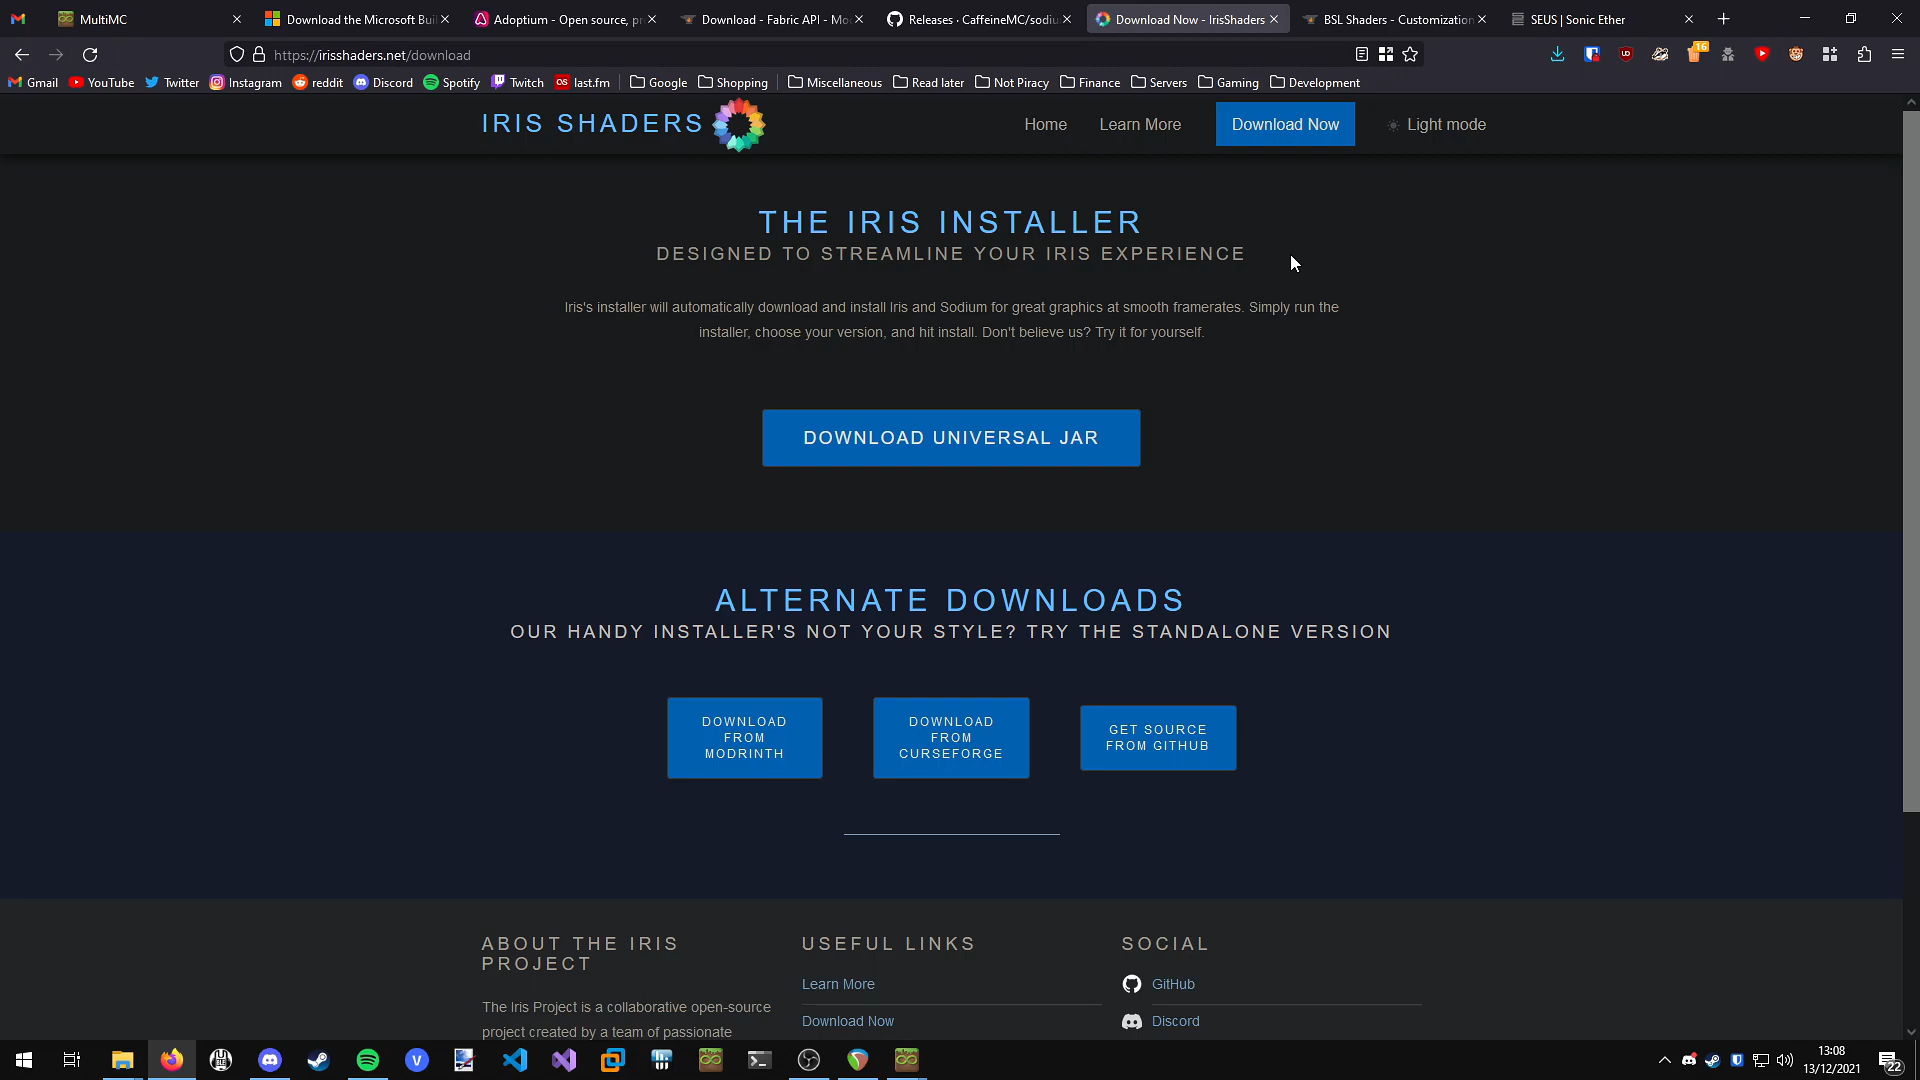 MultiMC
Download the Microsoft Buil
Adoptium - Open source, pr
Download - Fabric API - Mo
Releases · CaffeineMC/sodiu
Download Now - IrisShaders
BSL Shaders - Customization
SEUS | Sonic Ether
https://irisshaders.net/download
16
Gmail
YouTube
Twitter
Instagram
reddit
Discord
Spotify
Twitch
last.fm
Google
Shopping
Miscellaneous
Read later
Not Piracy
Finance
Servers
Gaming
Development
IRIS SHADERS
Home
Learn More
Download Now
Light mode
THE IRIS INSTALLER
DESIGNED TO STREAMLINE YOUR IRIS EXPERIENCE
Iris's installer will automatically download and install Iris and Sodium for great graphics at smooth framerates. Simply run the
installer, choose your version, and hit install. Don't believe us? Try it for yourself.
DOWNLOAD UNIVERSAL JAR
ALTERNATE DOWNLOADS
OUR HANDY INSTALLER'S NOT YOUR STYLE? TRY THE STANDALONE VERSION
DOWNLOAD
FROM
MODRINTH
DOWNLOAD
FROM
CURSEFORGE
GET SOURCE
FROM GITHUB
ABOUT THE IRIS
PROJECT
The Iris Project is a collaborative open-source
project created by a team of passionate
USEFUL LINKS
Learn More
Download Now
SOCIAL
GitHub
Discord
13:08
13/12/2021
22